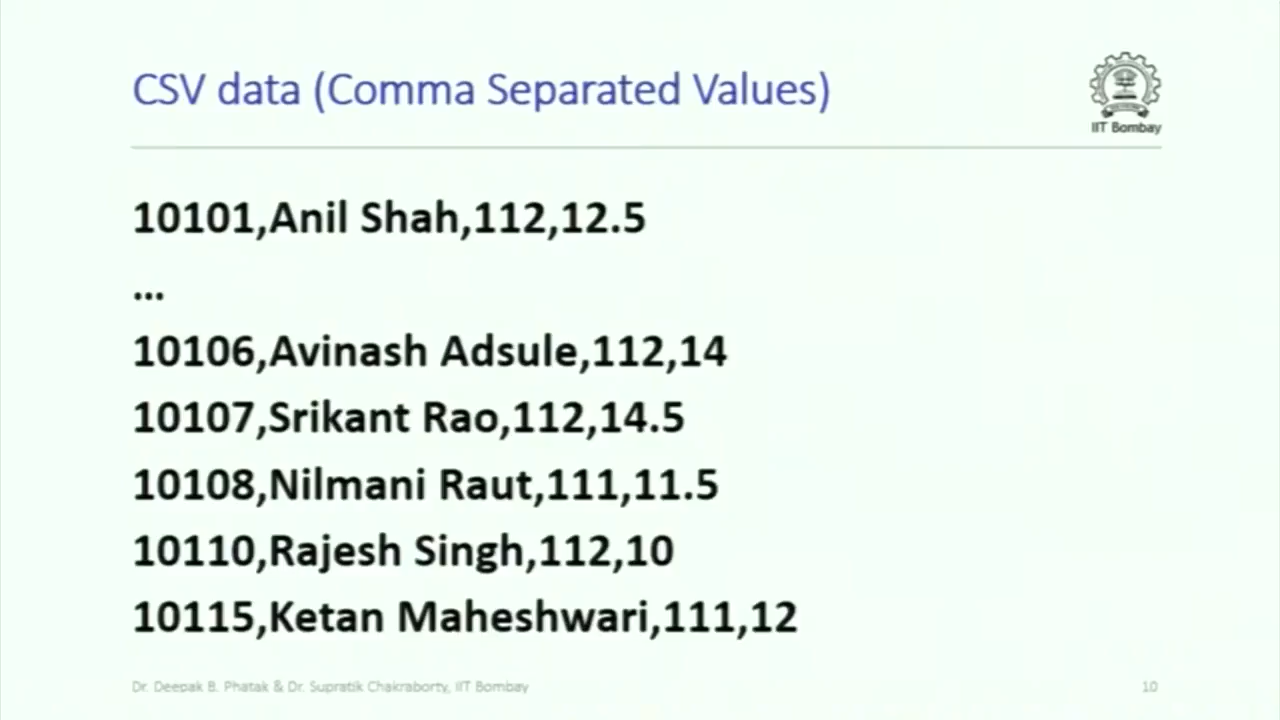 CSV data (Comma Separated Values)
IIT Bombay
10101,Anil Shah,112,12.5
...
10106,Avinash Adsule,112,14
10107,Srikant Rao,112,14.5
10108,Nilmani Raut,111,11.5
10110,Rajesh Singh,112,10
10115,Ketan Maheshwari,111,12
Dr. Deepak B. Phatak & Dr. Supratik Chakraborty, IIT Bombay
10